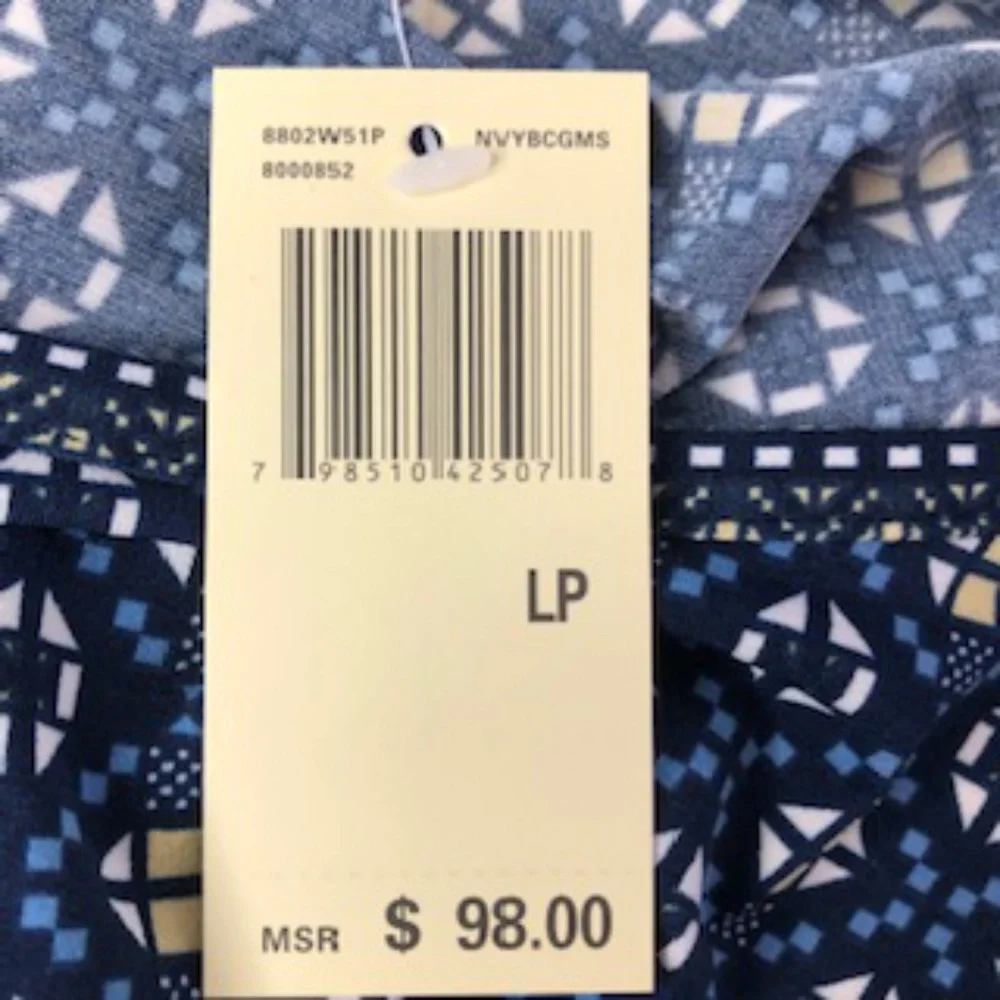 8802W51P NVYBCGMS
8000852
7 98510 42507 8
LP
MSR $ 98.00